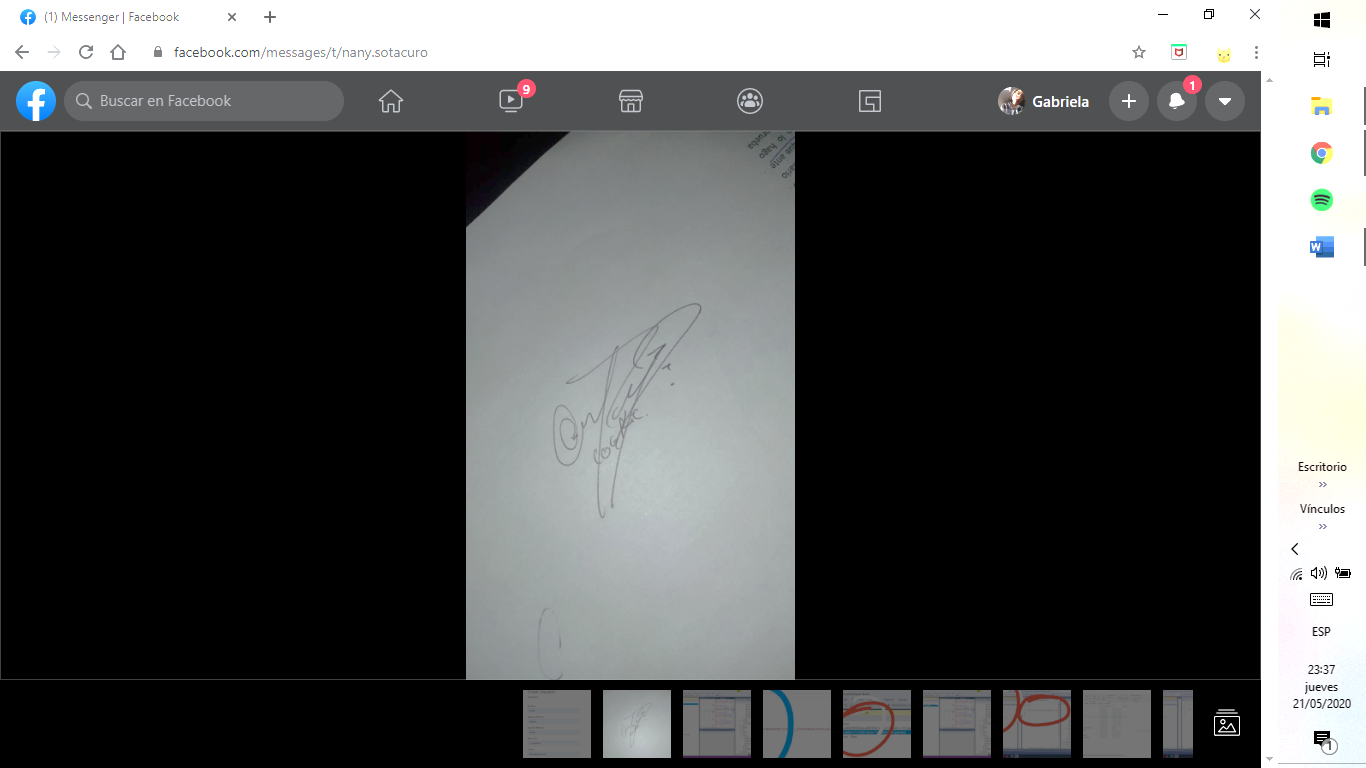 (1) Messenger | Facebook
facebook.com/messages/t/nany.sotacuro
Buscar en Facebook
9
Gabriela
1
Escritorio
Vínculos
ESP
23:37
jueves
21/05/2020
1